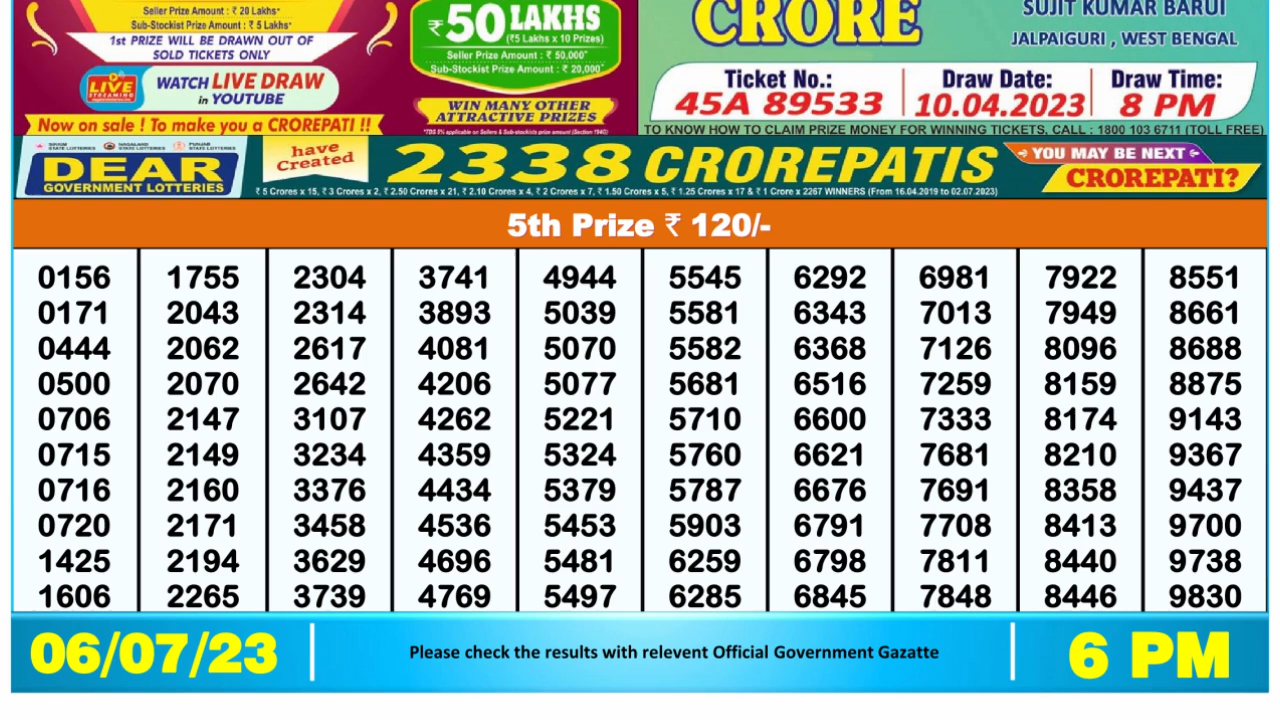 Seller Prize Amount : ₹ 20 Lakhs*
Sub-Stockist Prize Amount : ₹ 5 Lakhs*
1st PRIZE WILL BE DRAWN OUT OF
SOLD TICKETS ONLY
LIVE
STREAMING
WATCH LIVE DRAW
in YOUTUBE
Now on sale ! To make you a CROREPATI !!
₹50 LAKHS
(₹5 Lakhs x 10 Prizes)
Seller Prize Amount : ₹ 50,000*
Sub-Stockist Prize Amount : ₹ 20,000*
WIN MANY OTHER
ATTRACTIVE PRIZES
CRORE
SUJIT KUMAR BARUI
JALPAIGURI , WEST BENGAL
Ticket No.: Draw Date: Draw Time:
45A 89533 10.04.2023 8 PM
TO KNOW HOW TO CLAIM PRIZE MONEY FOR WINNING TICKETS, CALL : 1800 103 6711 (TOLL FREE)
DEAR
GOVERNMENT LOTTERIES
have
Created
2338 CROREPATIS
₹ 5 Crores x 15, ₹ 3 Crores x 2, ₹ 2.50 Crores x 21, ₹ 2.10 Crores x 4, ₹ 2 Crores x 7, ₹ 1.50 Crores x 5, ₹ 1.25 Crores x 17 & ₹ 1 Crore x 2267 WINNERS (From 16.04.2019 to 02.07.2023)
YOU MAY BE NEXT
CROREPATI?
5th Prize ₹ 120/-
0156 1755 2304 3741 4944 5545 6292 6981 7922 8551
0171 2043 2314 3893 5039 5581 6343 7013 7949 8661
0444 2062 2617 4081 5070 5582 6368 7126 8096 8688
0500 2070 2642 4206 5077 5681 6516 7259 8159 8875
0706 2147 3107 4262 5221 5710 6600 7333 8174 9143
0715 2149 3234 4359 5324 5760 6621 7681 8210 9367
0716 2160 3376 4434 5379 5787 6676 7691 8358 9437
0720 2171 3458 4536 5453 5903 6791 7708 8413 9700
1425 2194 3629 4696 5481 6259 6798 7811 8440 9738
1606 2265 3739 4769 5497 6285 6845 7848 8446 9830
06/07/23
Please check the results with relevent Official Government Gazatte
6 PM